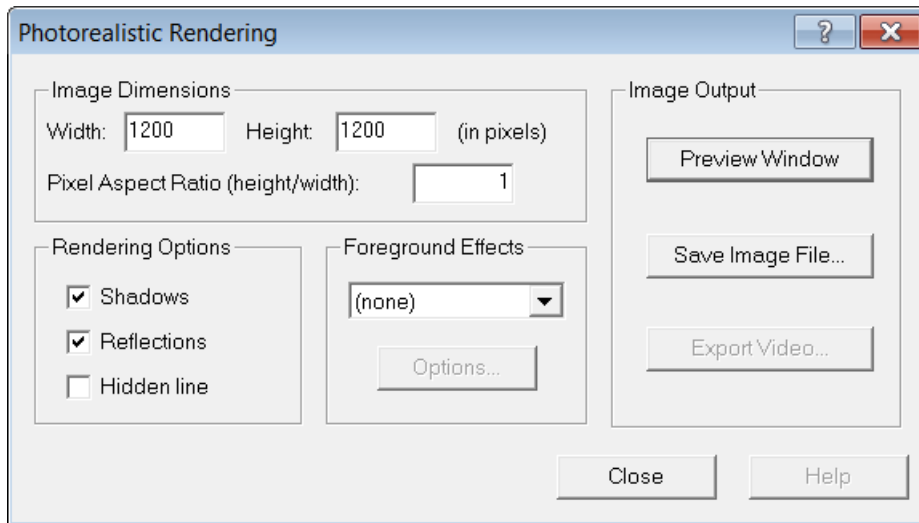 Photorealistic Rendering
?
Image Dimensions
Width: 1200 Height: 1200 (in pixels)
Pixel Aspect Ratio (height/width): 1
Rendering Options
Shadows
Reflections
Hidden line
Foreground Effects
(none)
Options...
Image Output
Preview Window
Save Image File...
Export Video...
Close Help